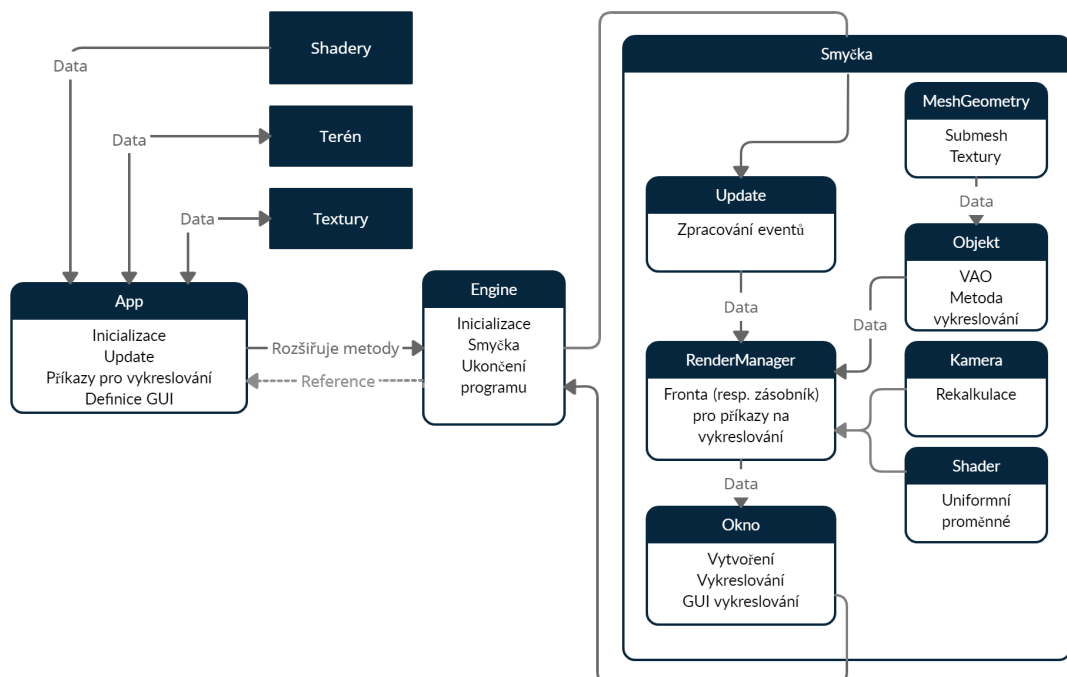 Shadery
Data
Terén
Data
Textury
Data
App
Inicializace
Update
Příkazy pro vykreslování
Definice GUI
Rozšiřuje metody
Reference
Engine
Inicializace
Smyčka
Ukončení
programu
Smyčka
Update
Zpracování eventů
Data
RenderManager
Fronta (resp. zásobník)
pro příkazy na
vykreslování
Data
Okno
Vytvoření
Vykreslování
GUI vykreslování
MeshGeometry
Submesh
Textury
Data
Objekt
VAO
Metoda
vykreslování
Data
Kamera
Rekalkulace
Shader
Uniformní
proměnné